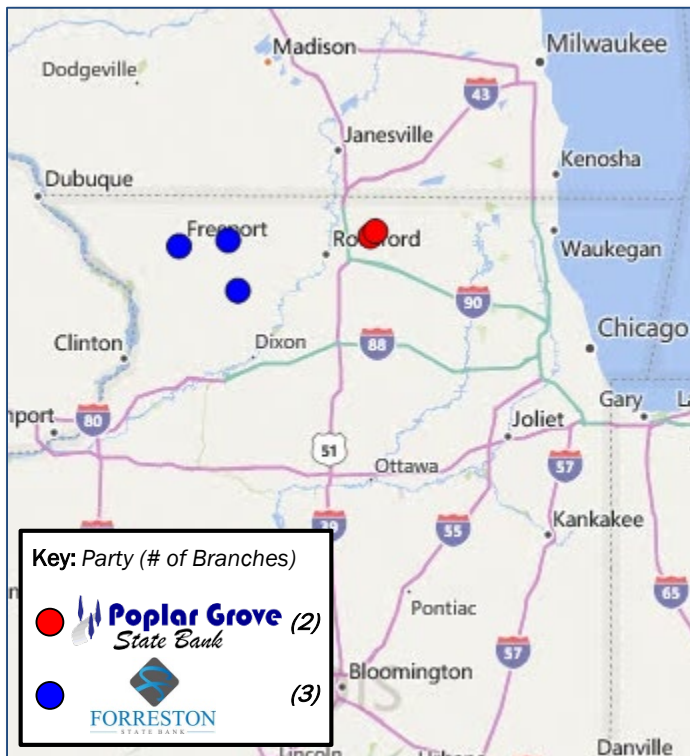 Madison
Milwaukee
Dodgeville
43
Janesville
Kenosha
Dubuque
Freeport
Rockford
Waukegan
90
Chicago
Clinton
Dixon
88
Gary
80
Joliet
51
57
Ottawa
39
55
Kankakee
65
Key: Party (# of Branches)
Pontiac
Poplar Grove (2)
State Bank
57
Bloomington
(3)
FORRESTON
STATE BANK
Danville